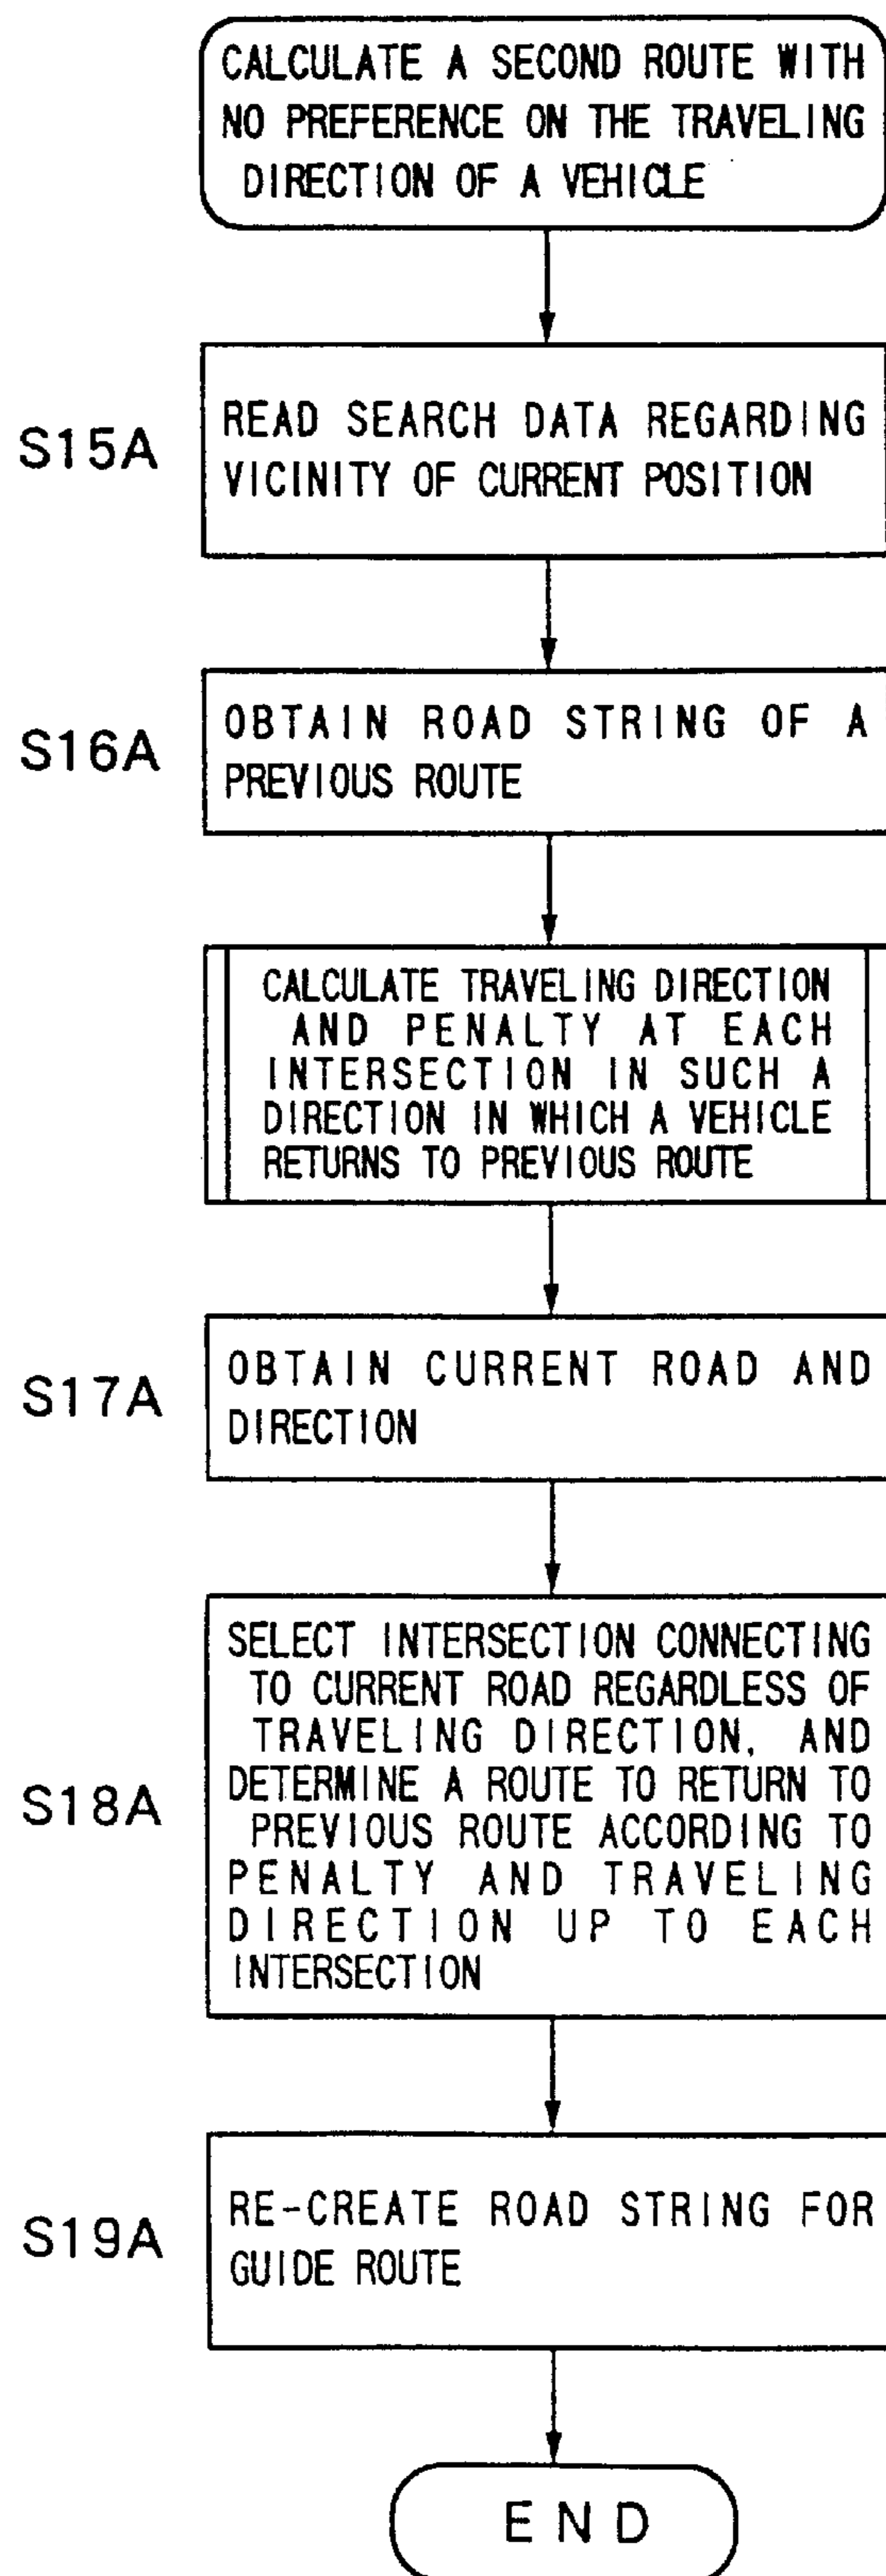 CALCULATE A SECOND ROUTE WITH
NO PREFERENCE ON THE TRAVELING
DIRECTION OF A VEHICLE
S15A
READ SEARCH DATA REGARDING
VICINITY OF CURRENT POSITION
S16A
OBTAIN ROAD STRING OF A
PREVIOUS ROUTE
CALCULATE TRAVELING DIRECTION
AND PENALTY AT EACH
INTERSECTION IN SUCH A
DIRECTION IN WHICH A VEHICLE
RETURNS TO PREVIOUS ROUTE
S17A
OBTAIN CURRENT ROAD AND
DIRECTION
S18A
SELECT INTERSECTION CONNECTING
TO CURRENT ROAD REGARDLESS OF
TRAVELING DIRECTION, AND
DETERMINE A ROUTE TO RETURN TO
PREVIOUS ROUTE ACCORDING TO
PENALTY AND TRAVELING
DIRECTION UP TO EACH
INTERSECTION
S19A
RE-CREATE ROAD STRING FOR
GUIDE ROUTE
END